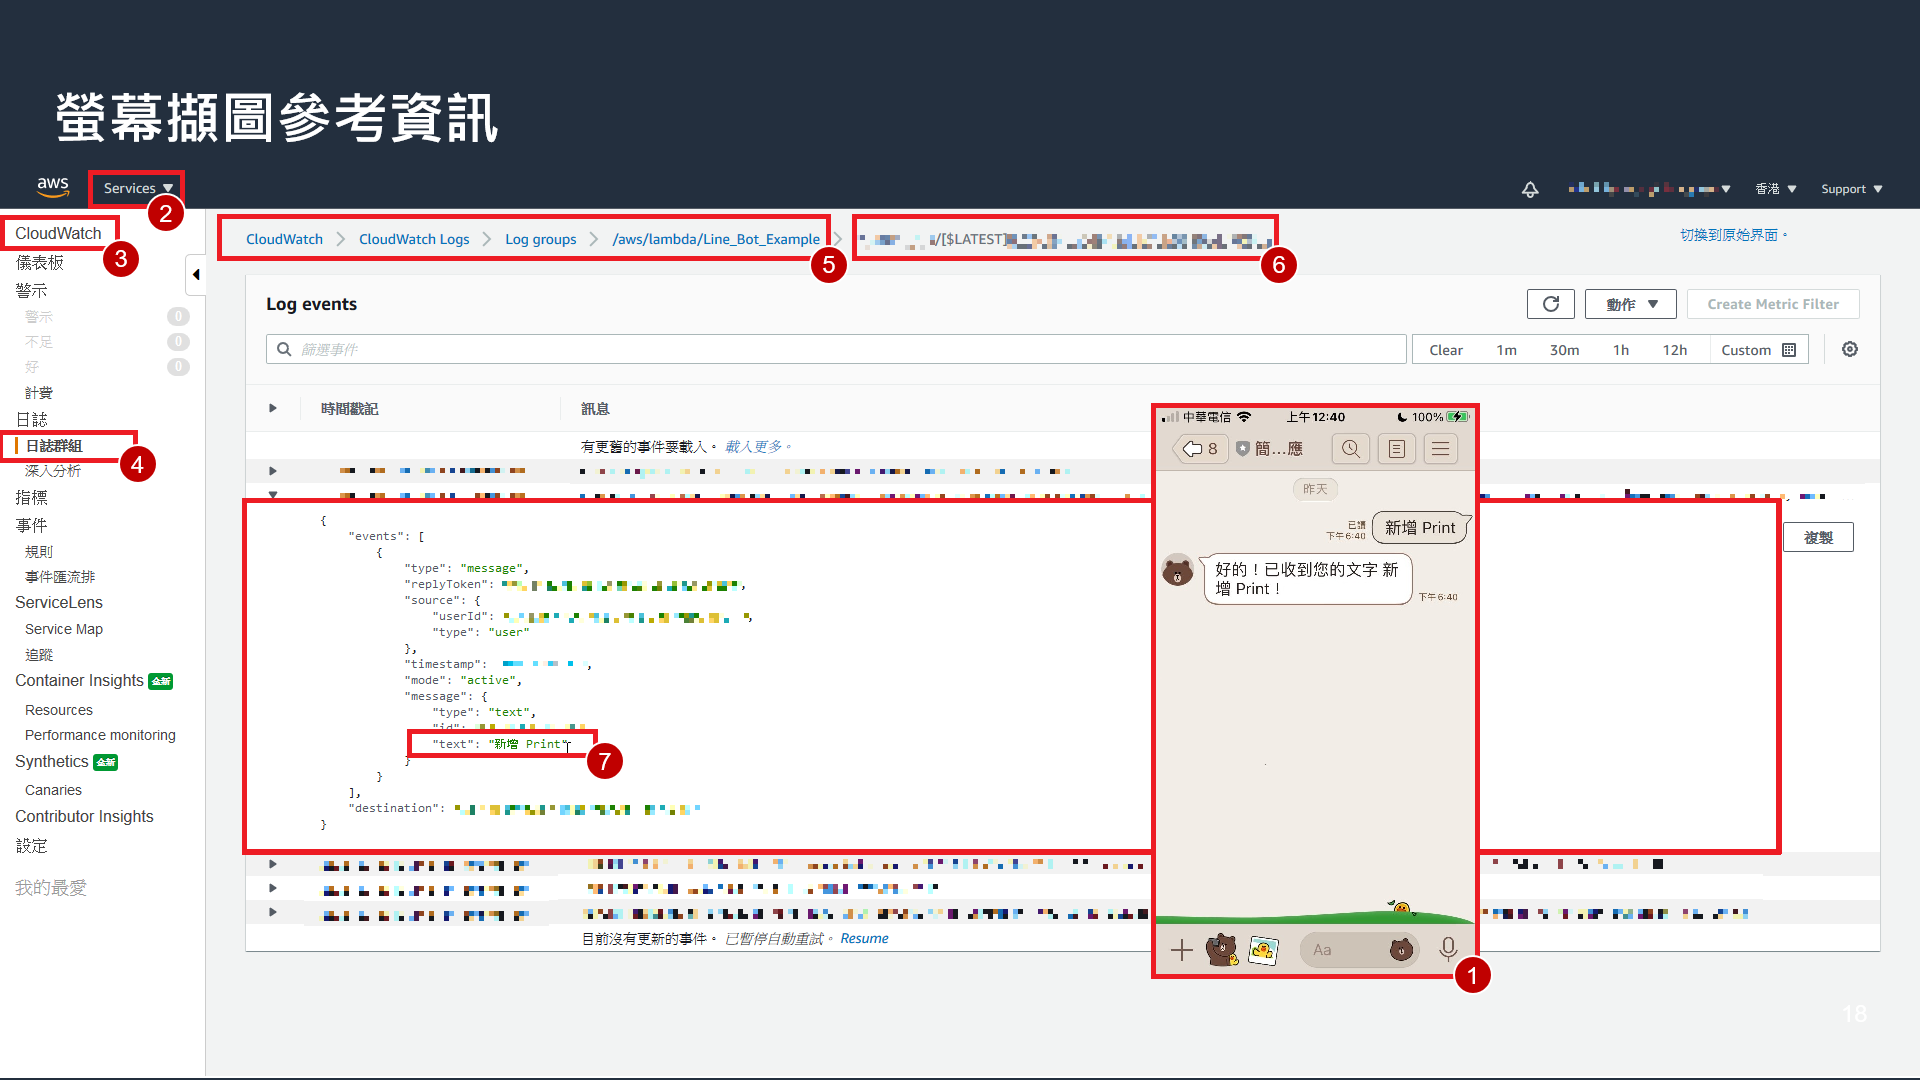 螢幕擷圖參考資訊
aws
Services ▼
2
香港 ▼
Support ▼
CloudWatch
3
儀表板
警示
警示 0
不足 0
好 0
計費
日誌
日誌群組
4
深入分析
指標
事件
規則
事件匯流排
ServiceLens
Service Map
追蹤
Container Insights 全新
Resources
Performance monitoring
Synthetics 全新
Canaries
Contributor Insights
設定
我的最愛
CloudWatch > CloudWatch Logs > Log groups > /aws/lambda/Line_Bot_Example >
5
/[$LATEST]
6
切換到原始界面。
Log events
動作 ▼
Create Metric Filter
篩選事件
Clear 1m 30m 1h 12h Custom
時間戳記
訊息
有更舊的事件要載入。 載入更多。
複製
{
"events": [
{
"type": "message",
"replyToken":
,
"source": {
"userId":
,
"type": "user"
},
"timestamp":
,
"mode": "active",
"message": {
"type": "text",
"id":
"text": "新增 Print"
7
}
}
],
"destination":
}
目前沒有更新的事件。 已暫停自動重試。 Resume
中華電信
上午12:40
100%
8
簡...應
昨天
已讀
下午6:40
新增 Print
好的！已收到您的文字 新
增 Print！
下午6:40
Aa
1
18